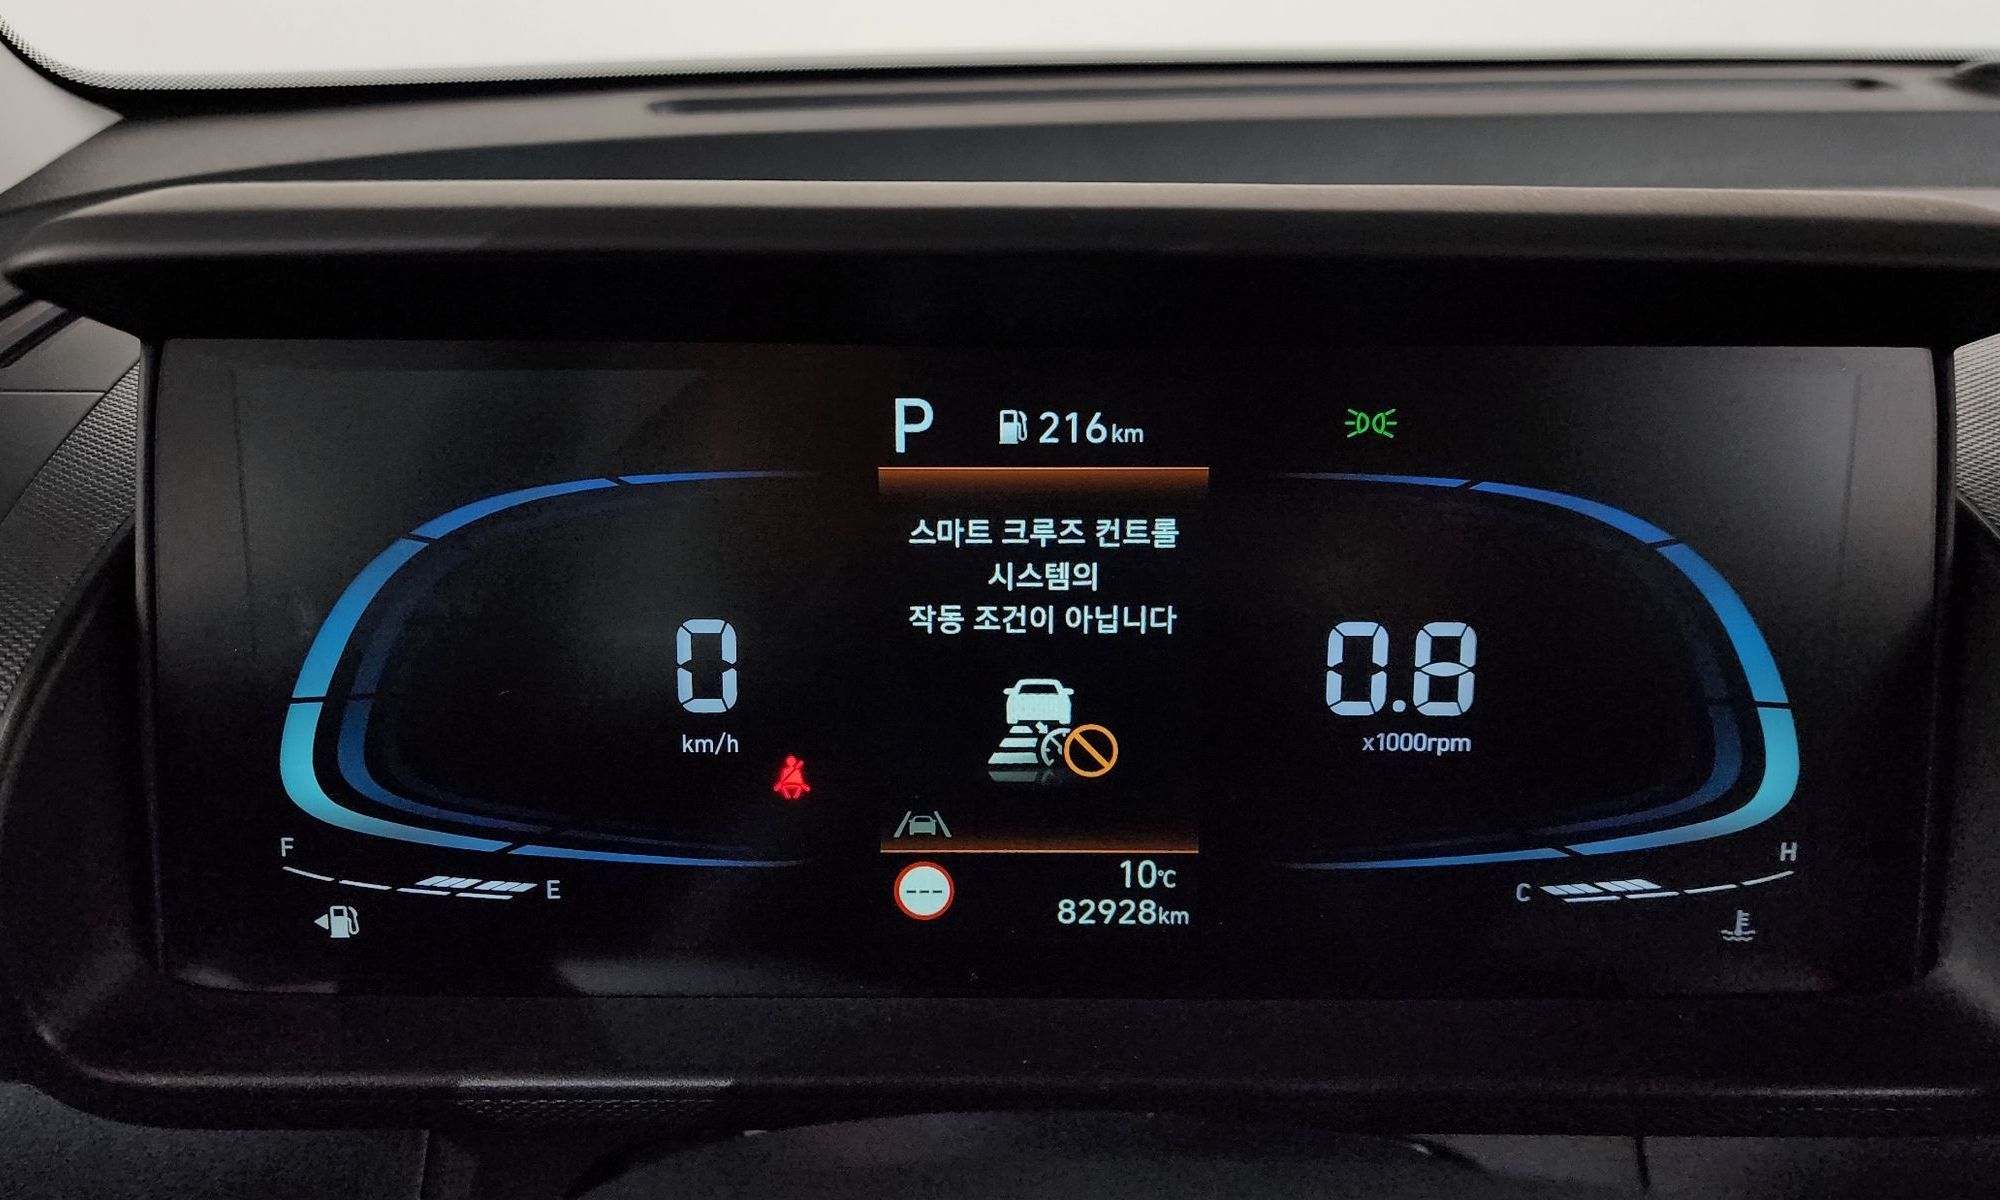 P 216km
스마트 크루즈 컨트롤
시스템의
작동 조건이 아닙니다
0
km/h
0.8
x1000rpm
F
E
---
10℃
82928km
H
C